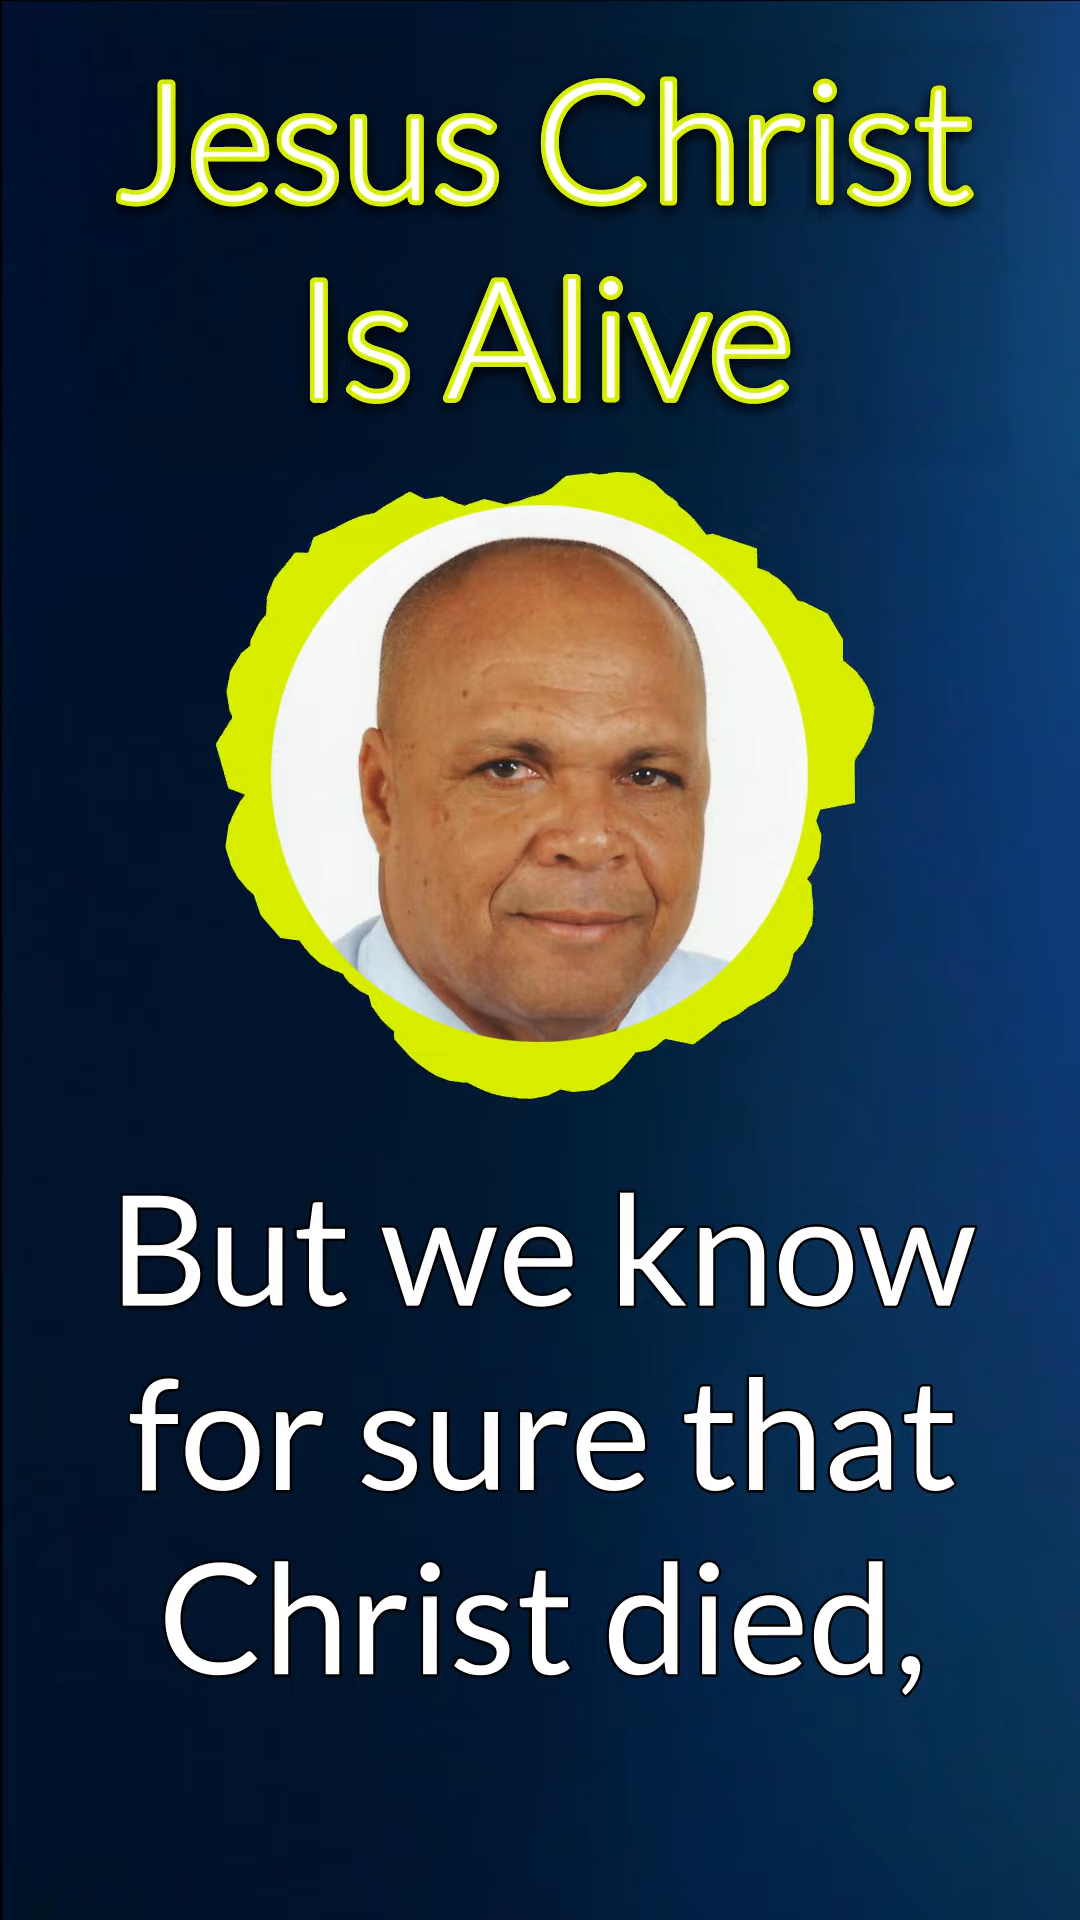 Jesus Christ
Is Alive
But we know
for sure that
Christ died,